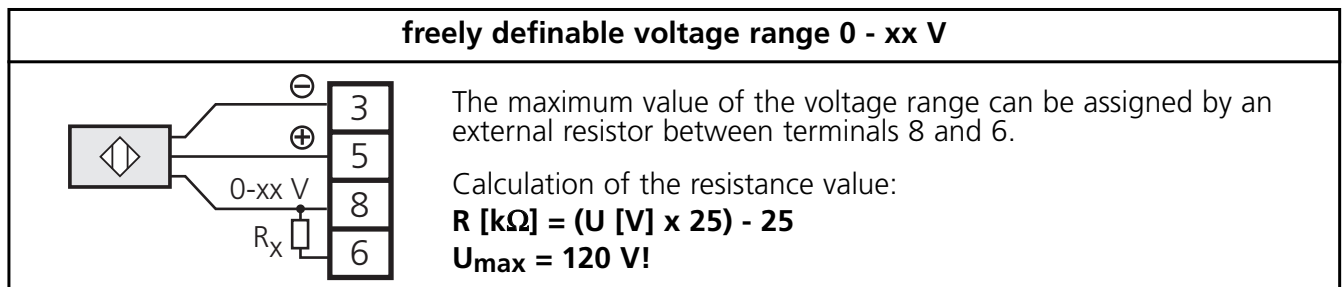 freely definable voltage range 0 - xx V
⊖
3
⊕
5
0-xx V
8
RX
6
The maximum value of the voltage range can be assigned by an
external resistor between terminals 8 and 6.
Calculation of the resistance value:
R [kΩ] = (U [V] x 25) - 25
Umax = 120 V!